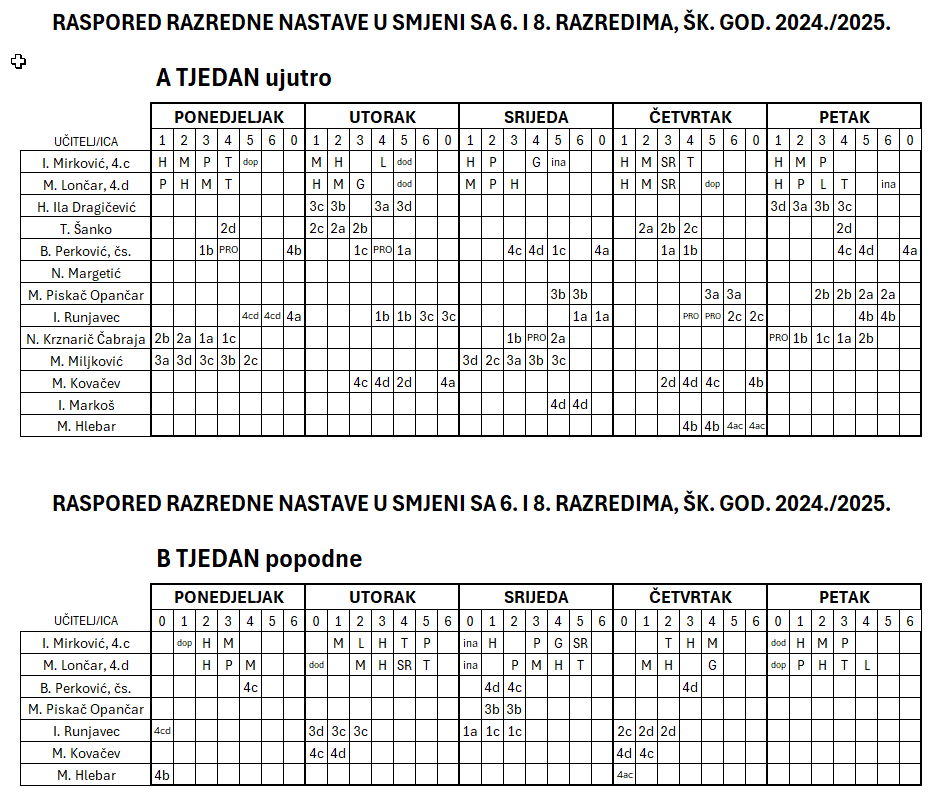 RASPORED RAZREDNE NASTAVE U SMJENI SA 6. I 8. RAZREDIMA, ŠK. GOD. 2024./2025.
A TJEDAN ujutro
PONEDJELJAK UTORAK SRIJEDA ČETVRTAK PETAK
UČITELJ/ICA 1 2 3 4 5 6 0 1 2 3 4 5 6 0 1 2 3 4 5 6 0 1 2 3 4 5 6 0 1 2 3 4 5 6 0
I. Mirković, 4.c H M P T dop M H L dod H P G ina H M SR T H M P
M. Lončar, 4.d P H M T H M G dod M P H H M SR dop H P L T ina
H. Ila Dragičević 3c 3b 3a 3d 3d 3a 3b 3c
T. Šanko 2d 2c 2a 2b 2a 2b 2c 2d
B. Perković, čs. 1b PRO 4b 1c PRO 1a 4c 4d 1c 4a 1a 1b 4c 4d 4a
N. Margetić
M. Piskač Opančar 3b 3b 3a 3a 2b 2b 2a 2a
I. Runjavec 4cd 4cd 4a 1b 1b 3c 3c 1a 1a PRO PRO 2c 2c 4b 4b
N. Krznarič Čabraja 2b 2a 1a 1c 1b PRO 2a PRO 1b 1c 1a 2b
M. Miljković 3a 3d 3c 3b 2c 3d 2c 3a 3b 3c
M. Kovačev 4c 4d 2d 4a 2d 4d 4c 4b
I. Markoš 4d 4d
M. Hlebar 4b 4b 4ac 4ac
RASPORED RAZREDNE NASTAVE U SMJENI SA 6. I 8. RAZREDIMA, ŠK. GOD. 2024./2025.
B TJEDAN popodne
PONEDJELJAK UTORAK SRIJEDA ČETVRTAK PETAK
UČITELJ/ICA 0 1 2 3 4 5 6 0 1 2 3 4 5 6 0 1 2 3 4 5 6 0 1 2 3 4 5 6 0 1 2 3 4 5 6
I. Mirković, 4.c dop H M M L H T P ina H P G SR T H M dod H M P
M. Lončar, 4.d H P M dod M H SR T ina P M H T M H G dop P H T L
B. Perković, čs. 4c 4d 4c 4d
M. Piskač Opančar 3b 3b
I. Runjavec 4cd 3d 3c 3c 1a 1c 1c 2c 2d 2d
M. Kovačev 4c 4d 4d 4c
M. Hlebar 4b 4ac